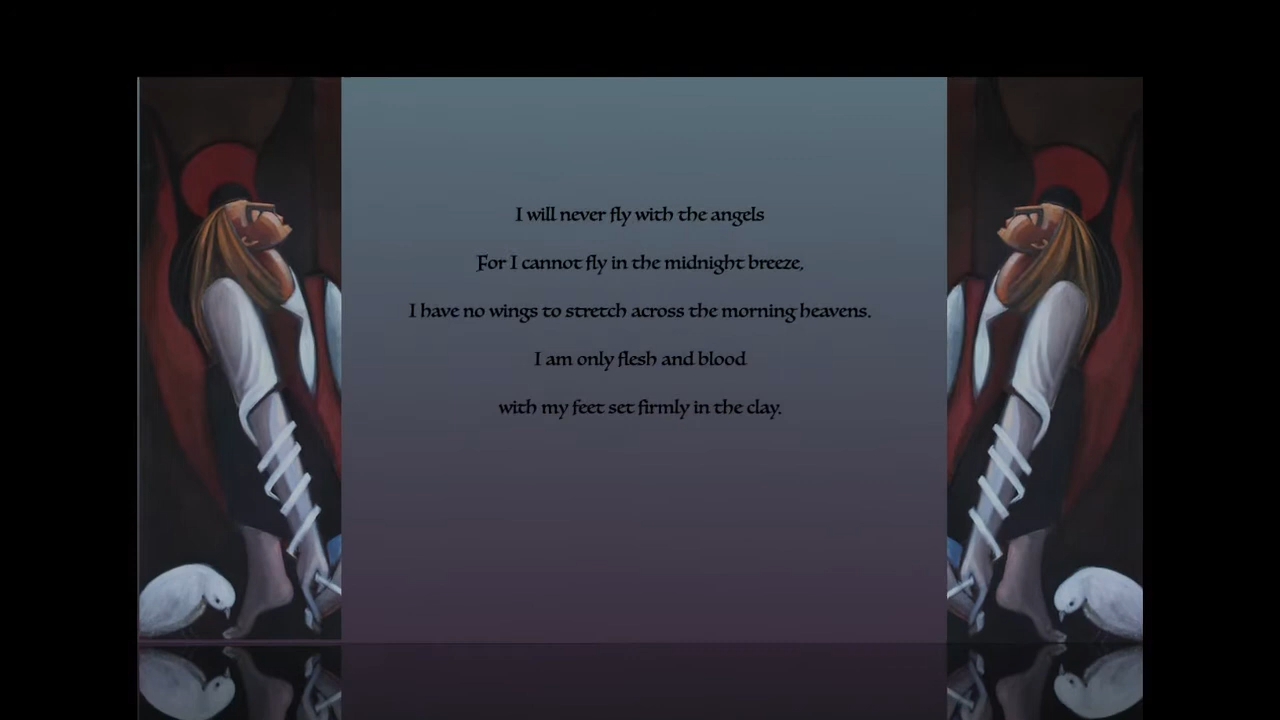 I will never fly with the angels
For I cannot fly in the midnight breeze,
I have no wings to stretch across the morning heavens.
I am only flesh and blood
with my feet set firmly in the clay.